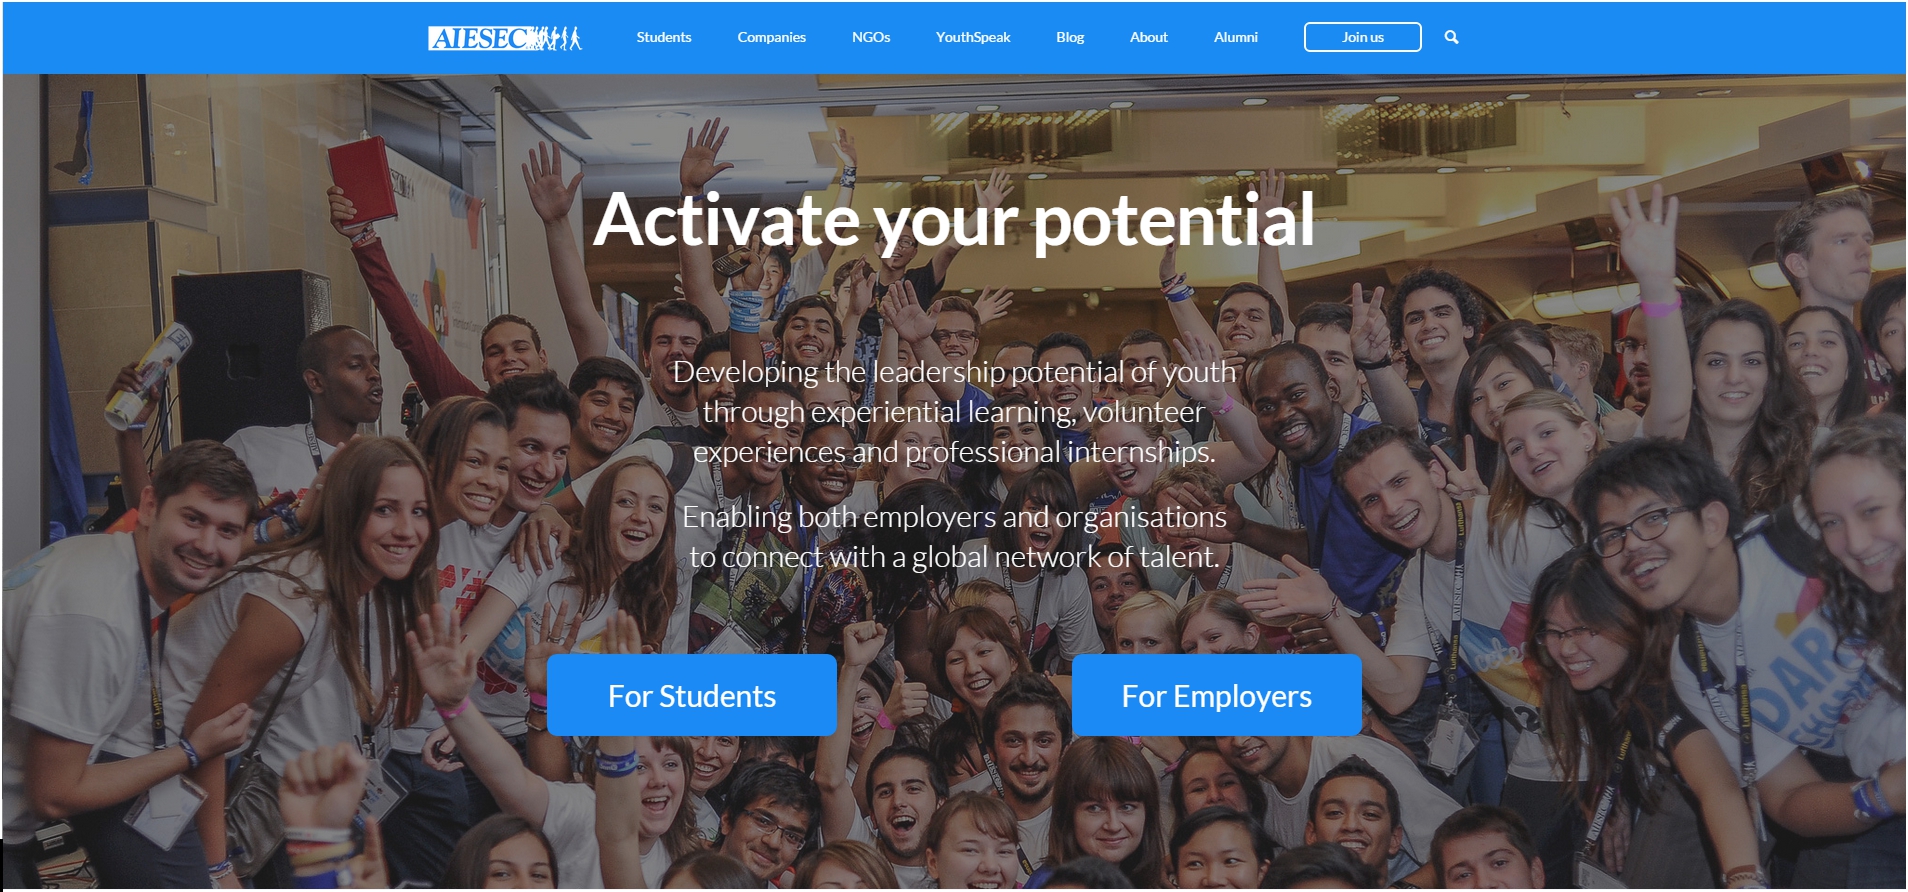 AIESEC
Students Companies NGOs YouthSpeak Blog About Alumni Join us
Activate your potential
Developing the leadership potential of youth
through experiential learning, volunteer
experiences and professional internships.
Enabling both employers and organisations
to connect with a global network of talent.
For Students For Employers
Lufthansa
DAR